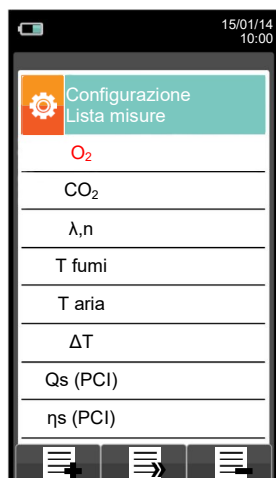 15/01/14
10:00
Configurazione
Lista misure
O₂
CO₂
λ,n
T fumi
T aria
ΔT
Qs (PCI)
ηs (PCI)